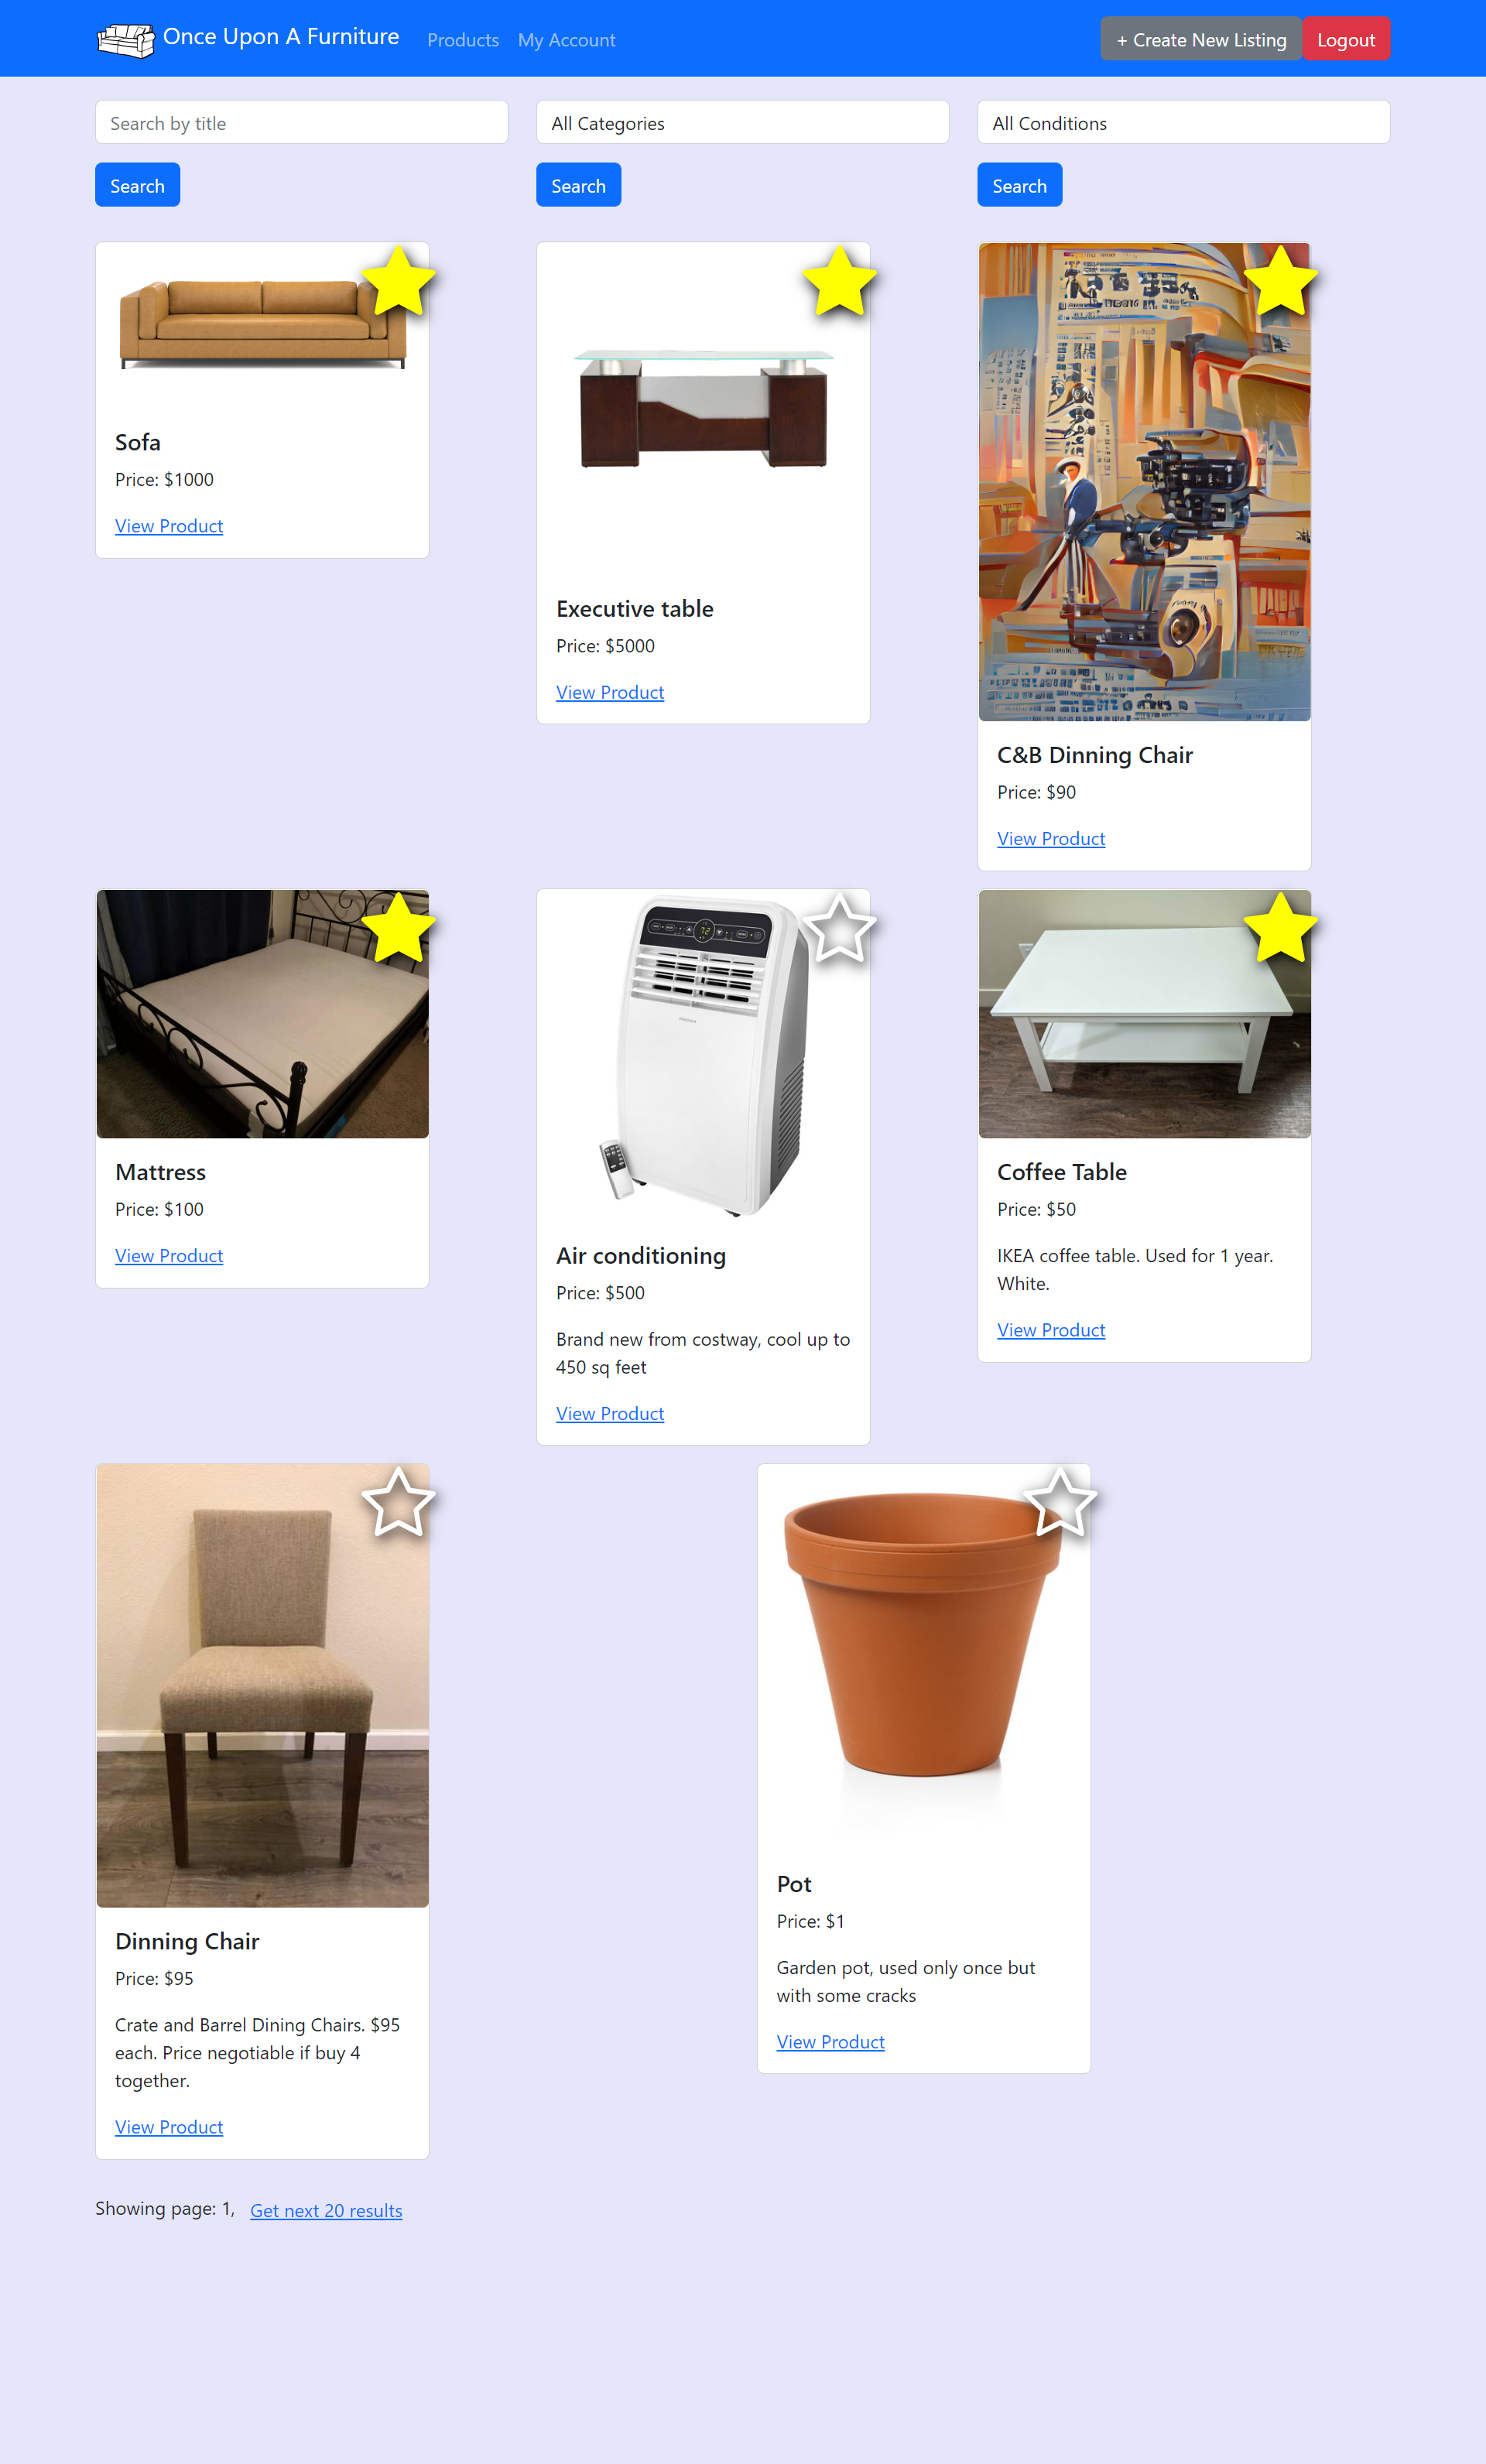 Once Upon A Furniture
Products
My Account
+ Create New Listing
Logout
Search by title
All Categories
All Conditions
Search
Search
Search
Sofa
Price: $1000
View Product
Executive table
Price: $5000
View Product
C&B Dinning Chair
Price: $90
View Product
Mattress
Price: $100
View Product
72
Air conditioning
Price: $500
Brand new from costway, cool up to
450 sq feet
View Product
Coffee Table
Price: $50
IKEA coffee table. Used for 1 year.
White.
View Product
Dinning Chair
Price: $95
Crate and Barrel Dining Chairs. $95
each. Price negotiable if buy 4
together.
View Product
Pot
Price: $1
Garden pot, used only once but
with some cracks
View Product
Showing page: 1,
Get next 20 results